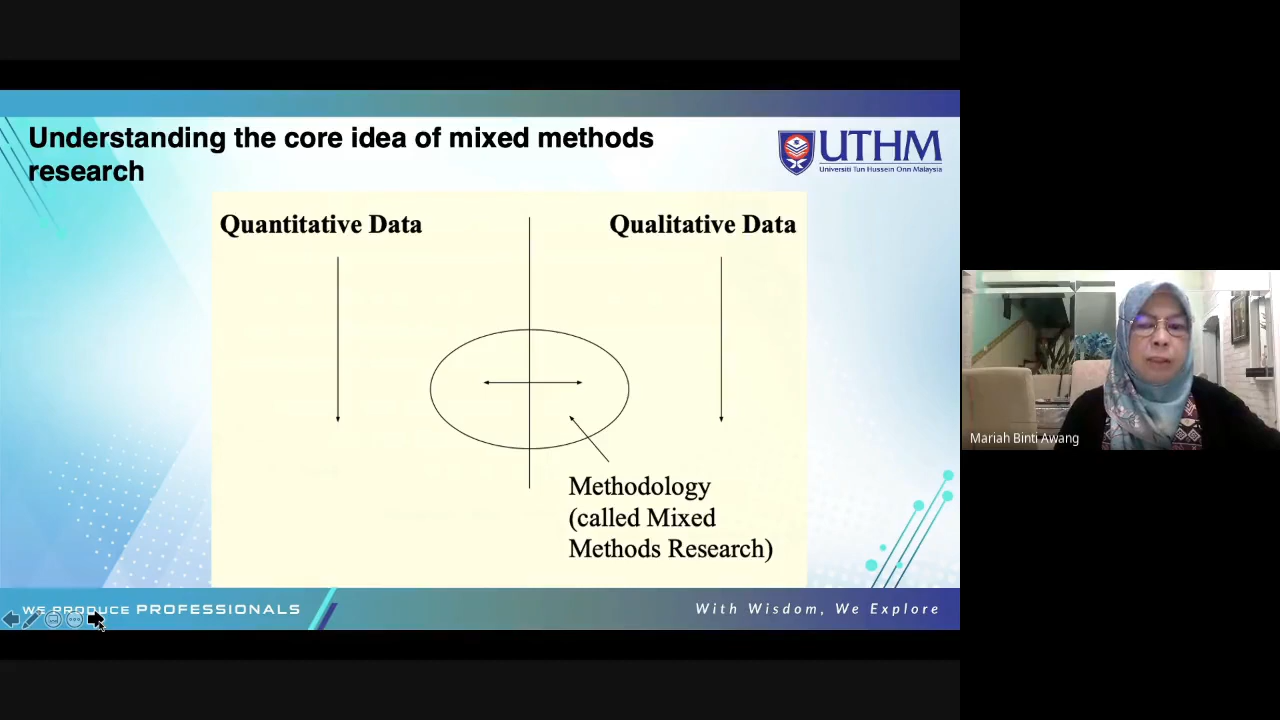 Understanding the core idea of mixed methods
research
UTHM
Universiti Tun Hussein Onn Malaysia
Quantitative Data
Qualitative Data
Methodology
(called Mixed
Methods Research)
Mariah Binti Awang
WE PRODUCE PROFESSIONALS
With Wisdom, We Explore